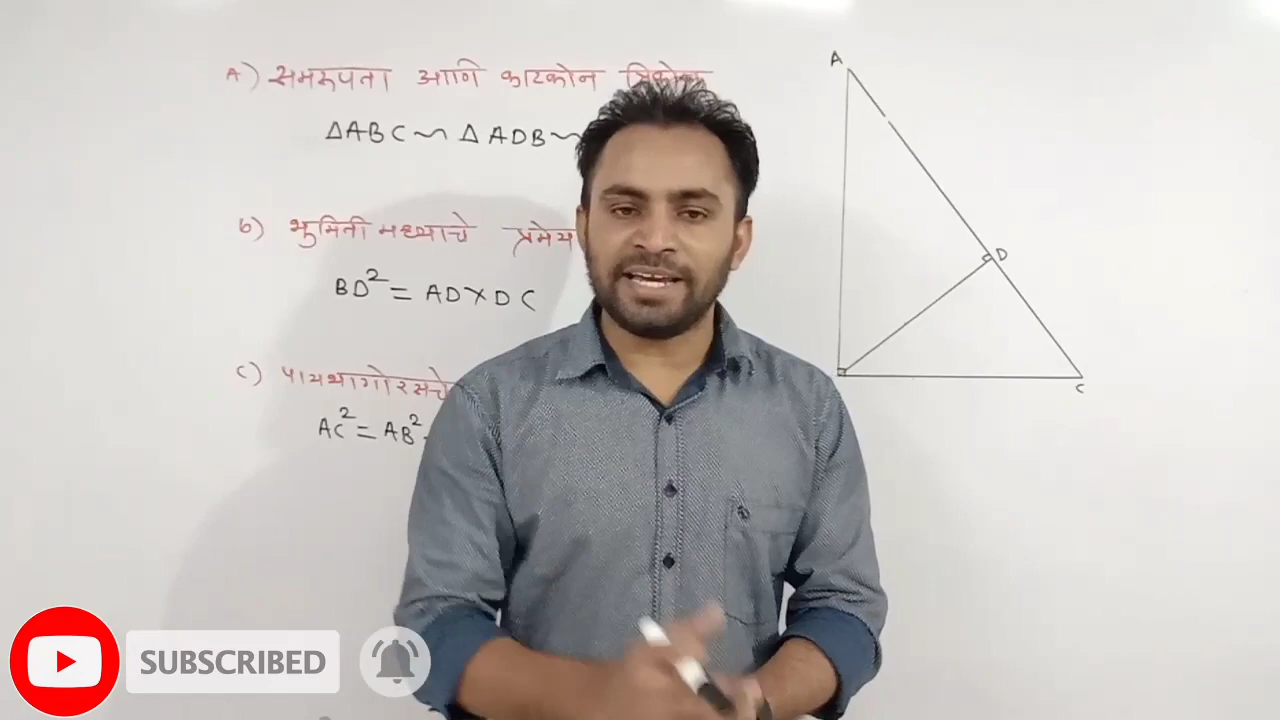 A) समरूपता आणि काटकोन त्रिकोण
ΔABC ~ ΔADB ~
b) भुमिती मध्याचे प्रमेय
BD² = AD X DC
c) पायथागोरसचे
AC² = AB²
A
D
C
SUBSCRIBED